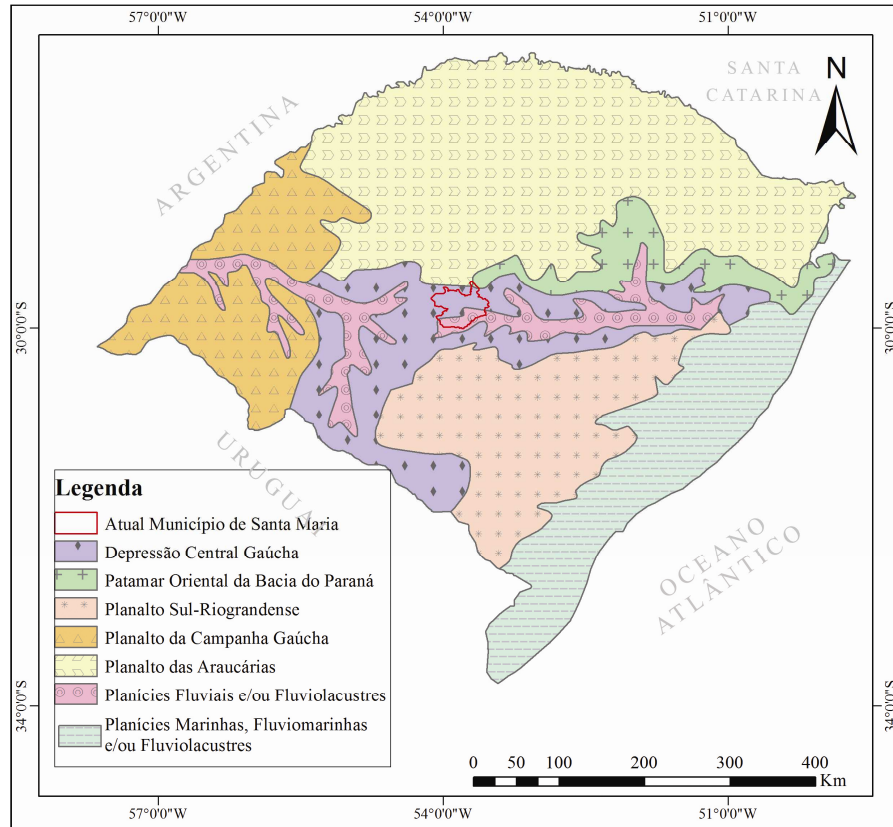 57°0'0"W
54°0'0"W
51°0'0"W
SANTA
CATARINA
N
ARGENTINA
30°0'0"S
30°0'0"S
URUGUAI
OCEANO
ATLÂNTICO
Legenda
Atual Município de Santa Maria
Depressão Central Gaúcha
Patamar Oriental da Bacia do Paraná
Planalto Sul-Riograndense
Planalto da Campanha Gaúcha
Planalto das Araucárias
Planícies Fluviais e/ou Fluviolacustres
Planícies Marinhas, Fluviomarinhas
e/ou Fluviolacustres
34°0'0"S
34°0'0"S
0 50 100 200 300 400
Km
57°0'0"W
54°0'0"W
51°0'0"W